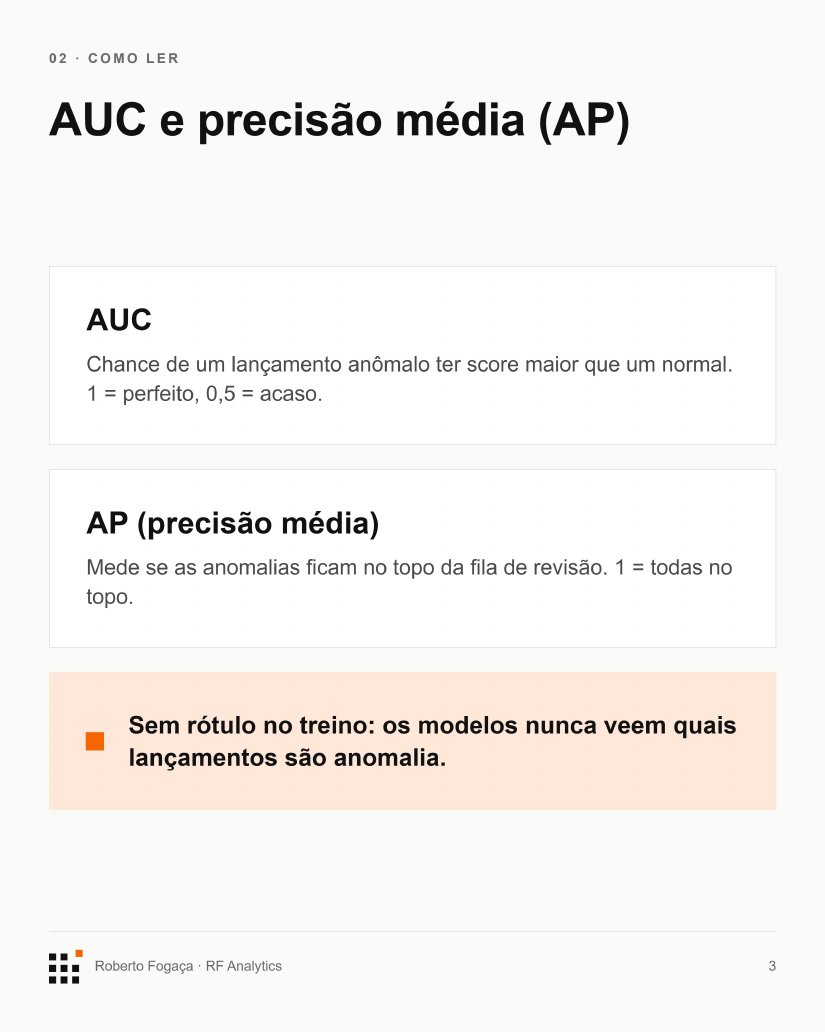 02 · COMO LER
AUC e precisão média (AP)
AUC
Chance de um lançamento anômalo ter score maior que um normal.
1 = perfeito, 0,5 = acaso.
AP (precisão média)
Mede se as anomalias ficam no topo da fila de revisão. 1 = todas no
topo.
Sem rótulo no treino: os modelos nunca veem quais
lançamentos são anomalia.
Roberto Fogaça · RF Analytics
3